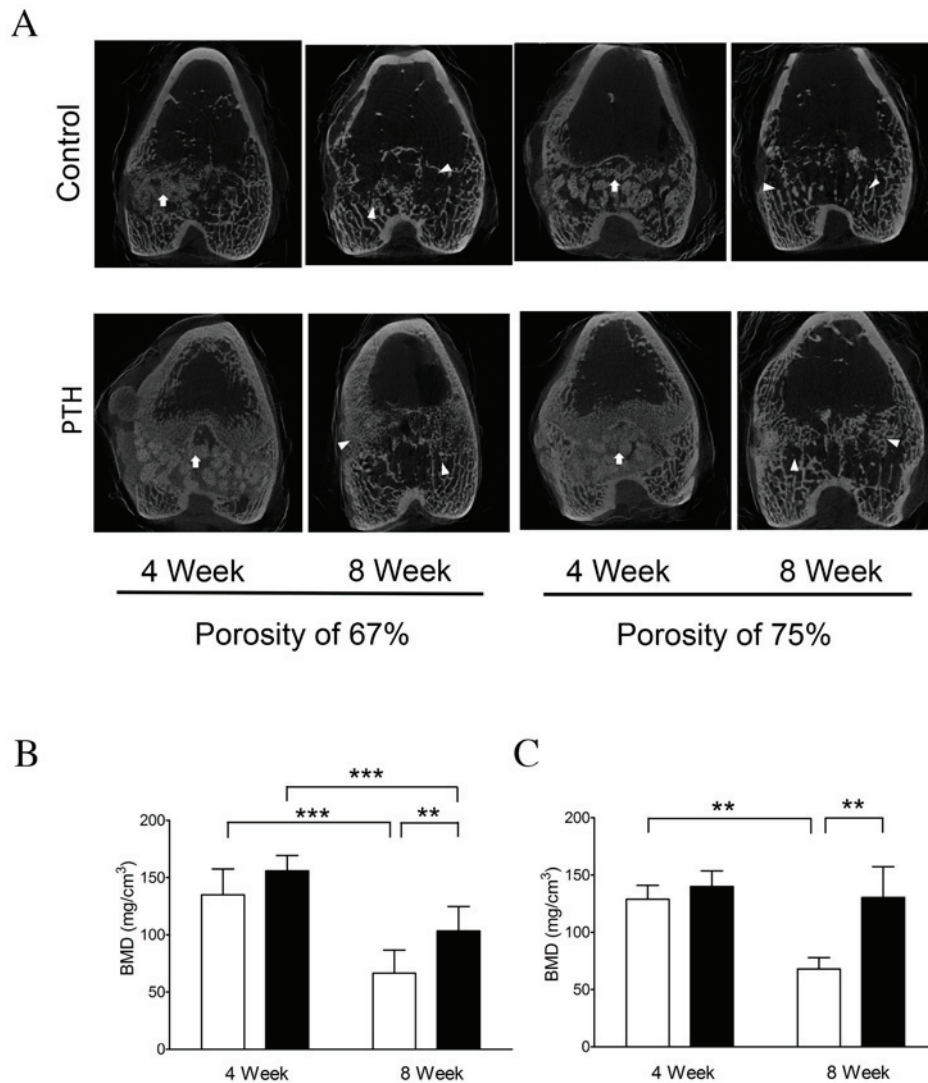 A
Control
PTH
4 Week 8 Week 4 Week 8 Week
Porosity of 67% Porosity of 75%
B
*** 
*** **
200
150
100
50
0
BMD (mg/cm³)
4 Week 8 Week
C
** **
200
150
100
50
0
BMD (mg/cm³)
4 Week 8 Week